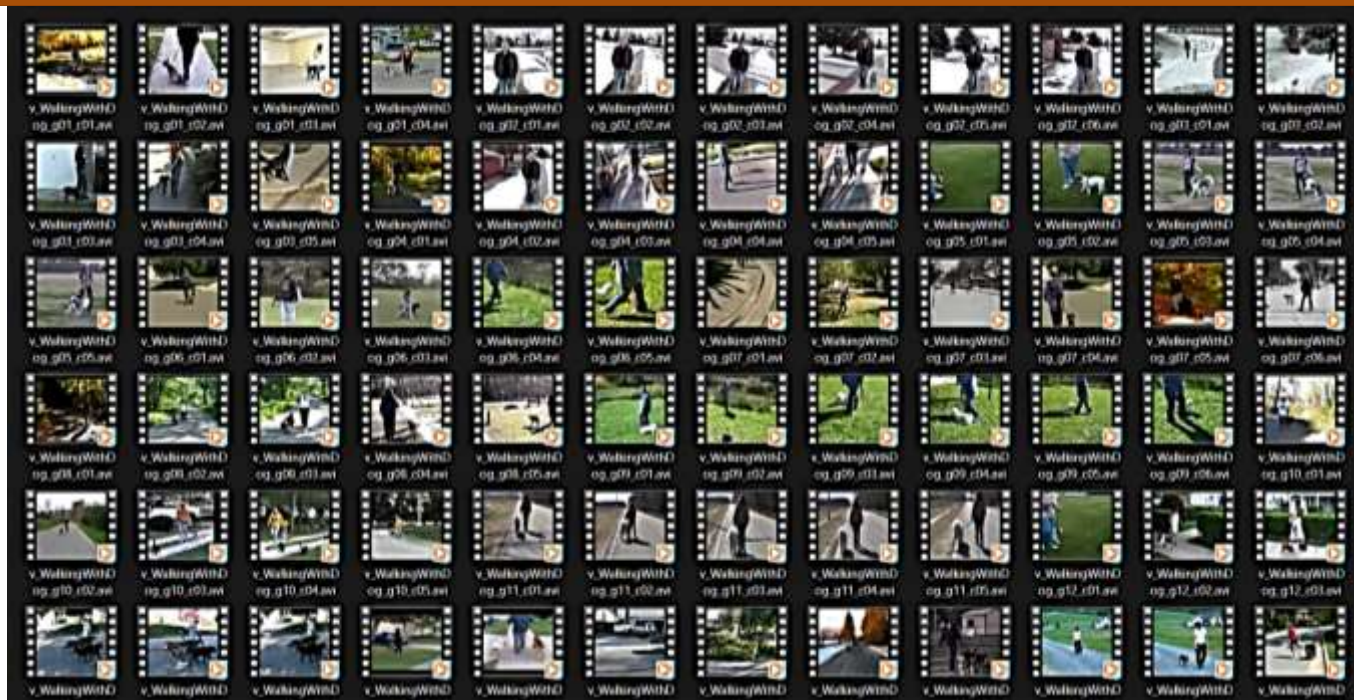 v_WalkingWithD v_WalkingWithD v_WalkingWithD v_WalkingWithD v_WalkingWithD v_WalkingWithD v_WalkingWithD v_WalkingWithD v_WalkingWithD v_WalkingWithD v_WalkingWithD v_WalkingWithD
og_g01_c01.avi og_g01_c02.avi og_g01_c03.avi og_g01_c04.avi og_g02_c01.avi og_g02_c02.avi og_g02_c03.avi og_g02_c04.avi og_g02_c05.avi og_g02_c06.avi og_g03_c01.avi og_g03_c02.avi
v_WalkingWithD v_WalkingWithD v_WalkingWithD v_WalkingWithD v_WalkingWithD v_WalkingWithD v_WalkingWithD v_WalkingWithD v_WalkingWithD v_WalkingWithD v_WalkingWithD v_WalkingWithD
og_g03_c03.avi og_g03_c04.avi og_g03_c05.avi og_g04_c01.avi og_g04_c02.avi og_g04_c03.avi og_g04_c04.avi og_g04_c05.avi og_g05_c01.avi og_g05_c02.avi og_g05_c03.avi og_g05_c04.avi
v_WalkingWithD v_WalkingWithD v_WalkingWithD v_WalkingWithD v_WalkingWithD v_WalkingWithD v_WalkingWithD v_WalkingWithD v_WalkingWithD v_WalkingWithD v_WalkingWithD v_WalkingWithD
og_g05_c05.avi og_g06_c01.avi og_g06_c02.avi og_g06_c03.avi og_g06_c04.avi og_g06_c05.avi og_g07_c01.avi og_g07_c02.avi og_g07_c03.avi og_g07_c04.avi og_g07_c05.avi og_g07_c06.avi
v_WalkingWithD v_WalkingWithD v_WalkingWithD v_WalkingWithD v_WalkingWithD v_WalkingWithD v_WalkingWithD v_WalkingWithD v_WalkingWithD v_WalkingWithD v_WalkingWithD v_WalkingWithD
og_g08_c01.avi og_g08_c02.avi og_g08_c03.avi og_g08_c04.avi og_g08_c05.avi og_g09_c01.avi og_g09_c02.avi og_g09_c03.avi og_g09_c04.avi og_g09_c05.avi og_g09_c06.avi og_g10_c01.avi
v_WalkingWithD v_WalkingWithD v_WalkingWithD v_WalkingWithD v_WalkingWithD v_WalkingWithD v_WalkingWithD v_WalkingWithD v_WalkingWithD v_WalkingWithD v_WalkingWithD v_WalkingWithD
og_g10_c02.avi og_g10_c03.avi og_g10_c04.avi og_g10_c05.avi og_g11_c01.avi og_g11_c02.avi og_g11_c03.avi og_g11_c04.avi og_g11_c05.avi og_g12_c01.avi og_g12_c02.avi og_g12_c03.avi
v_WalkingWithD v_WalkingWithD v_WalkingWithD v_WalkingWithD v_WalkingWithD v_WalkingWithD v_WalkingWithD v_WalkingWithD v_WalkingWithD v_WalkingWithD v_WalkingWithD v_WalkingWithD